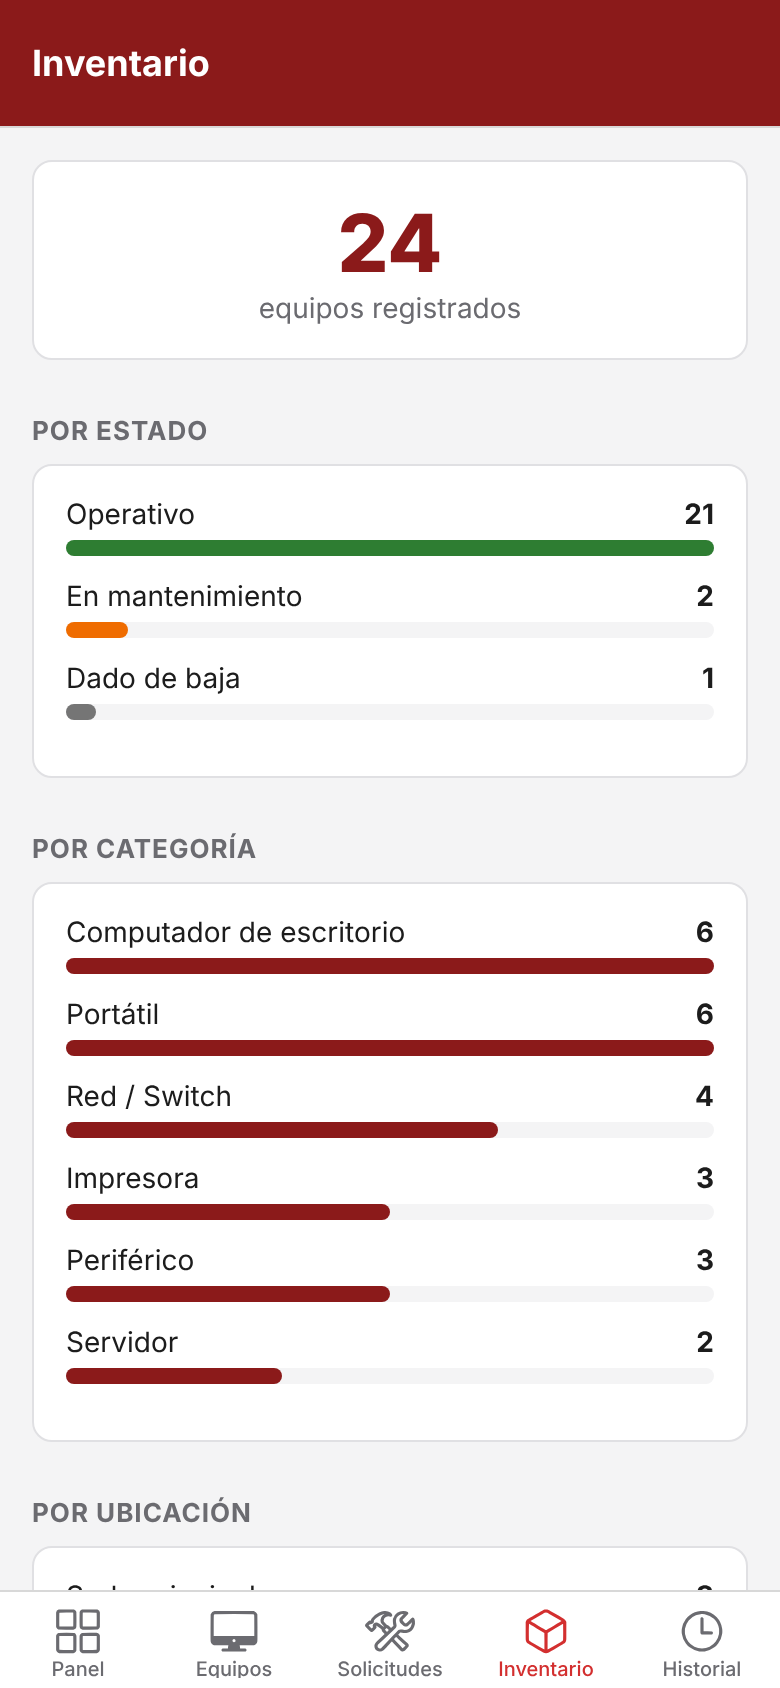 Inventario
24
equipos registrados
POR ESTADO
Operativo 21
En mantenimiento 2
Dado de baja 1
POR CATEGORÍA
Computador de escritorio 6
Portátil 6
Red / Switch 4
Impresora 3
Periférico 3
Servidor 2
POR UBICACIÓN
Panel Equipos Solicitudes Inventario Historial